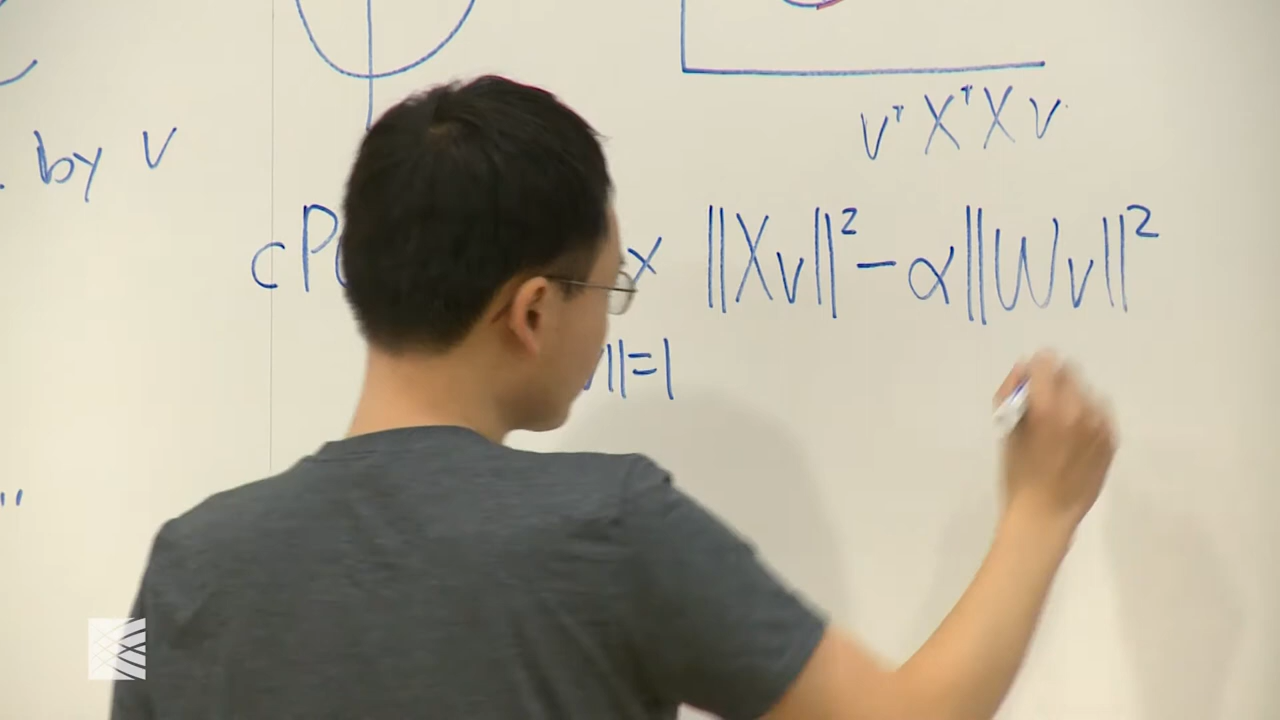 by v
vᵀXᵀXv
cP x ‖Xv‖² − α‖Wv‖²
‖=1
"